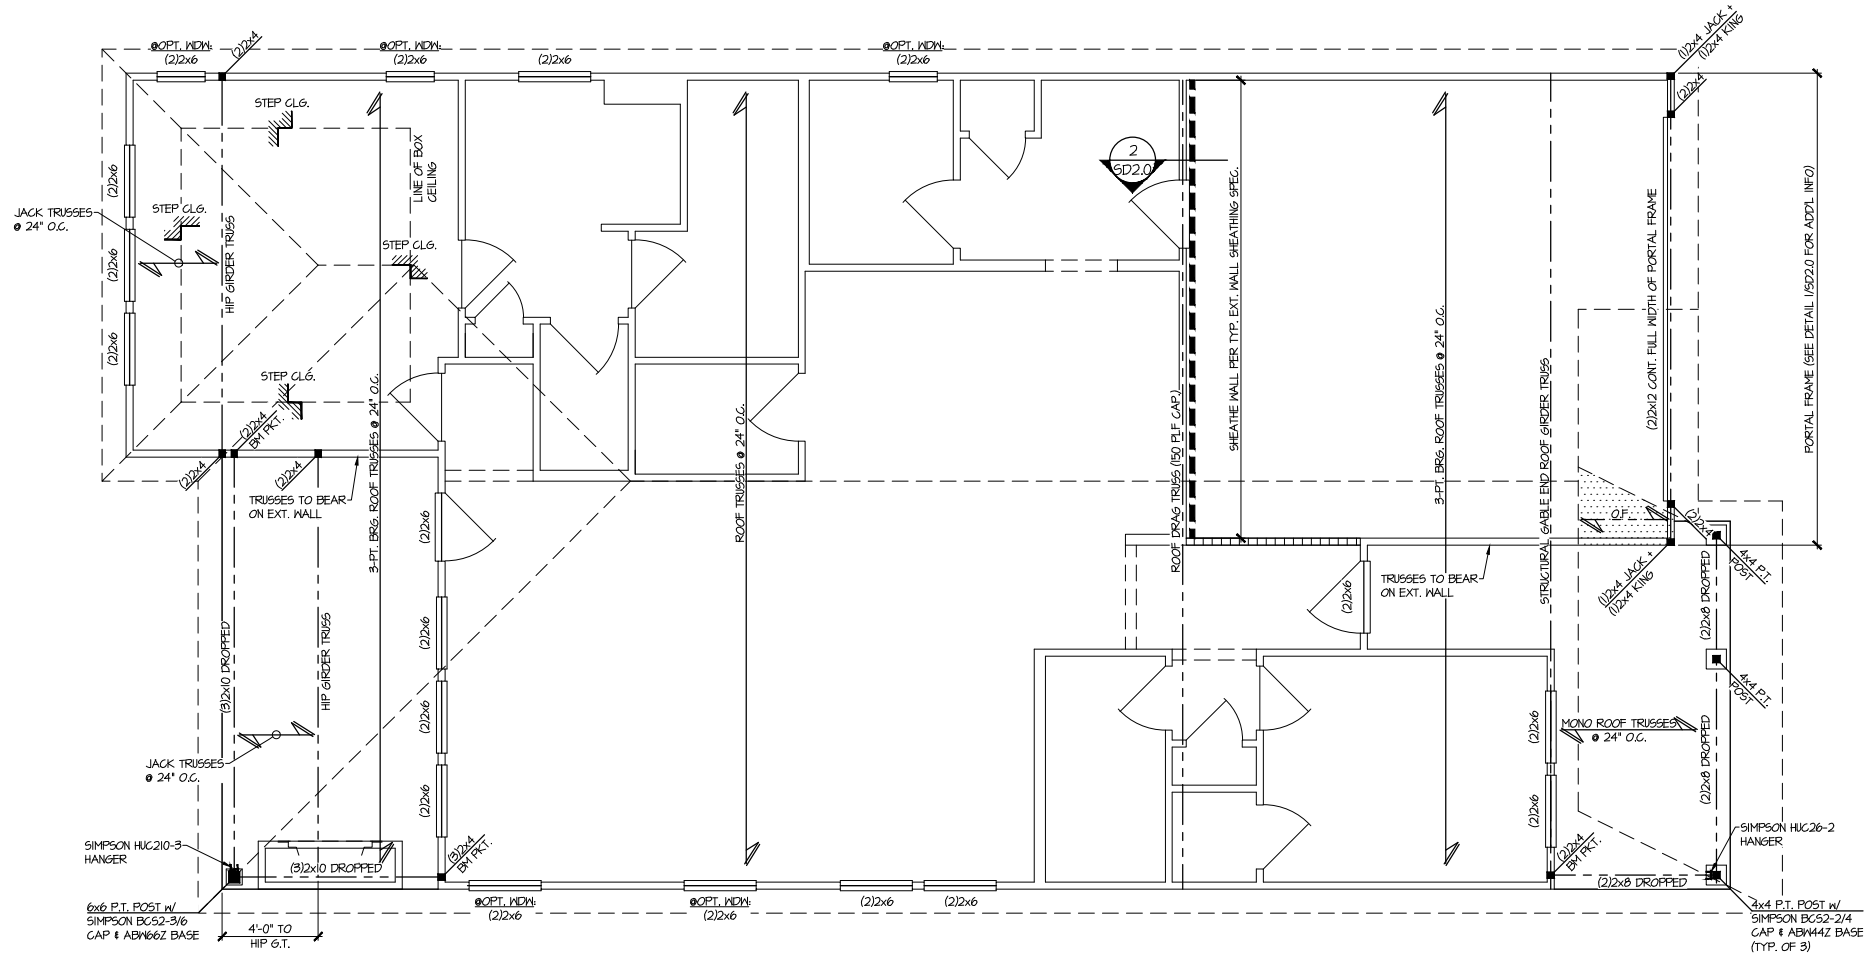 @OPT. WDW.
(2)2x6
(2)2x4
@OPT. WDW.
(2)2x6
(2)2x6
@OPT. WDW.
(2)2x6
(1)2x4 JACK +
(1)2x4 KING
(2)2x4
STEP CLG.
LINE OF BOX
CEILING
(2)2x6
STEP CLG.
JACK TRUSSES
@ 24" O.C.
HIP GIRDER TRUSS
STEP CLG.
(2)2x6
(2)2x6
STEP CLG.
(2)2x4
BM PKT.
(2)2x4
(2)2x4
TRUSSES TO BEAR
ON EXT. WALL
3-PT. BRG. ROOF TRUSSES @ 24" O.C.
ROOF TRUSSES @ 24" O.C.
2
SD2.0
SHEATHE WALL PER TYP. EXT. WALL SHEATHING SPEC.
ROOF DRAG TRUSS (150 PLF CAP.)
3-PT. BRG. ROOF TRUSSES @ 24" O.C.
STRUCTURAL GABLE END ROOF GIRDER TRUSS
(2)2x12 CONT. FULL WIDTH OF PORTAL FRAME
PORTAL FRAME (SEE DETAIL 1/SD2.0 FOR ADD'L INFO)
O.F.
(2)2x4
4x4 P.T.
POST
(1)2x4 JACK +
(1)2x4 KING
TRUSSES TO BEAR
ON EXT. WALL
(2)2x6
(2)2x8 DROPPED
4x4 P.T.
POST
(2)2x6
(2)2x6
(2)2x6
(2)2x6
(3)2x10 DROPPED
HIP GIRDER TRUSS
JACK TRUSSES
@ 24" O.C.
MONO ROOF TRUSSES
@ 24" O.C.
(2)2x6
(2)2x6
(2)2x8 DROPPED
SIMPSON HUC210-3
HANGER
(3)2x10 DROPPED
(3)2x4
BM PKT.
(2)2x4
BM PKT.
SIMPSON HUC26-2
HANGER
(2)2x8 DROPPED
6x6 P.T. POST w/
SIMPSON BCS2-3/6
CAP & ABW66Z BASE
4'-0" TO
HIP G.T.
@OPT. WDW.
(2)2x6
@OPT. WDW.
(2)2x6
(2)2x6
(2)2x6
4x4 P.T. POST w/
SIMPSON BCS2-2/4
CAP & ABW44Z BASE
(TYP. OF 3)